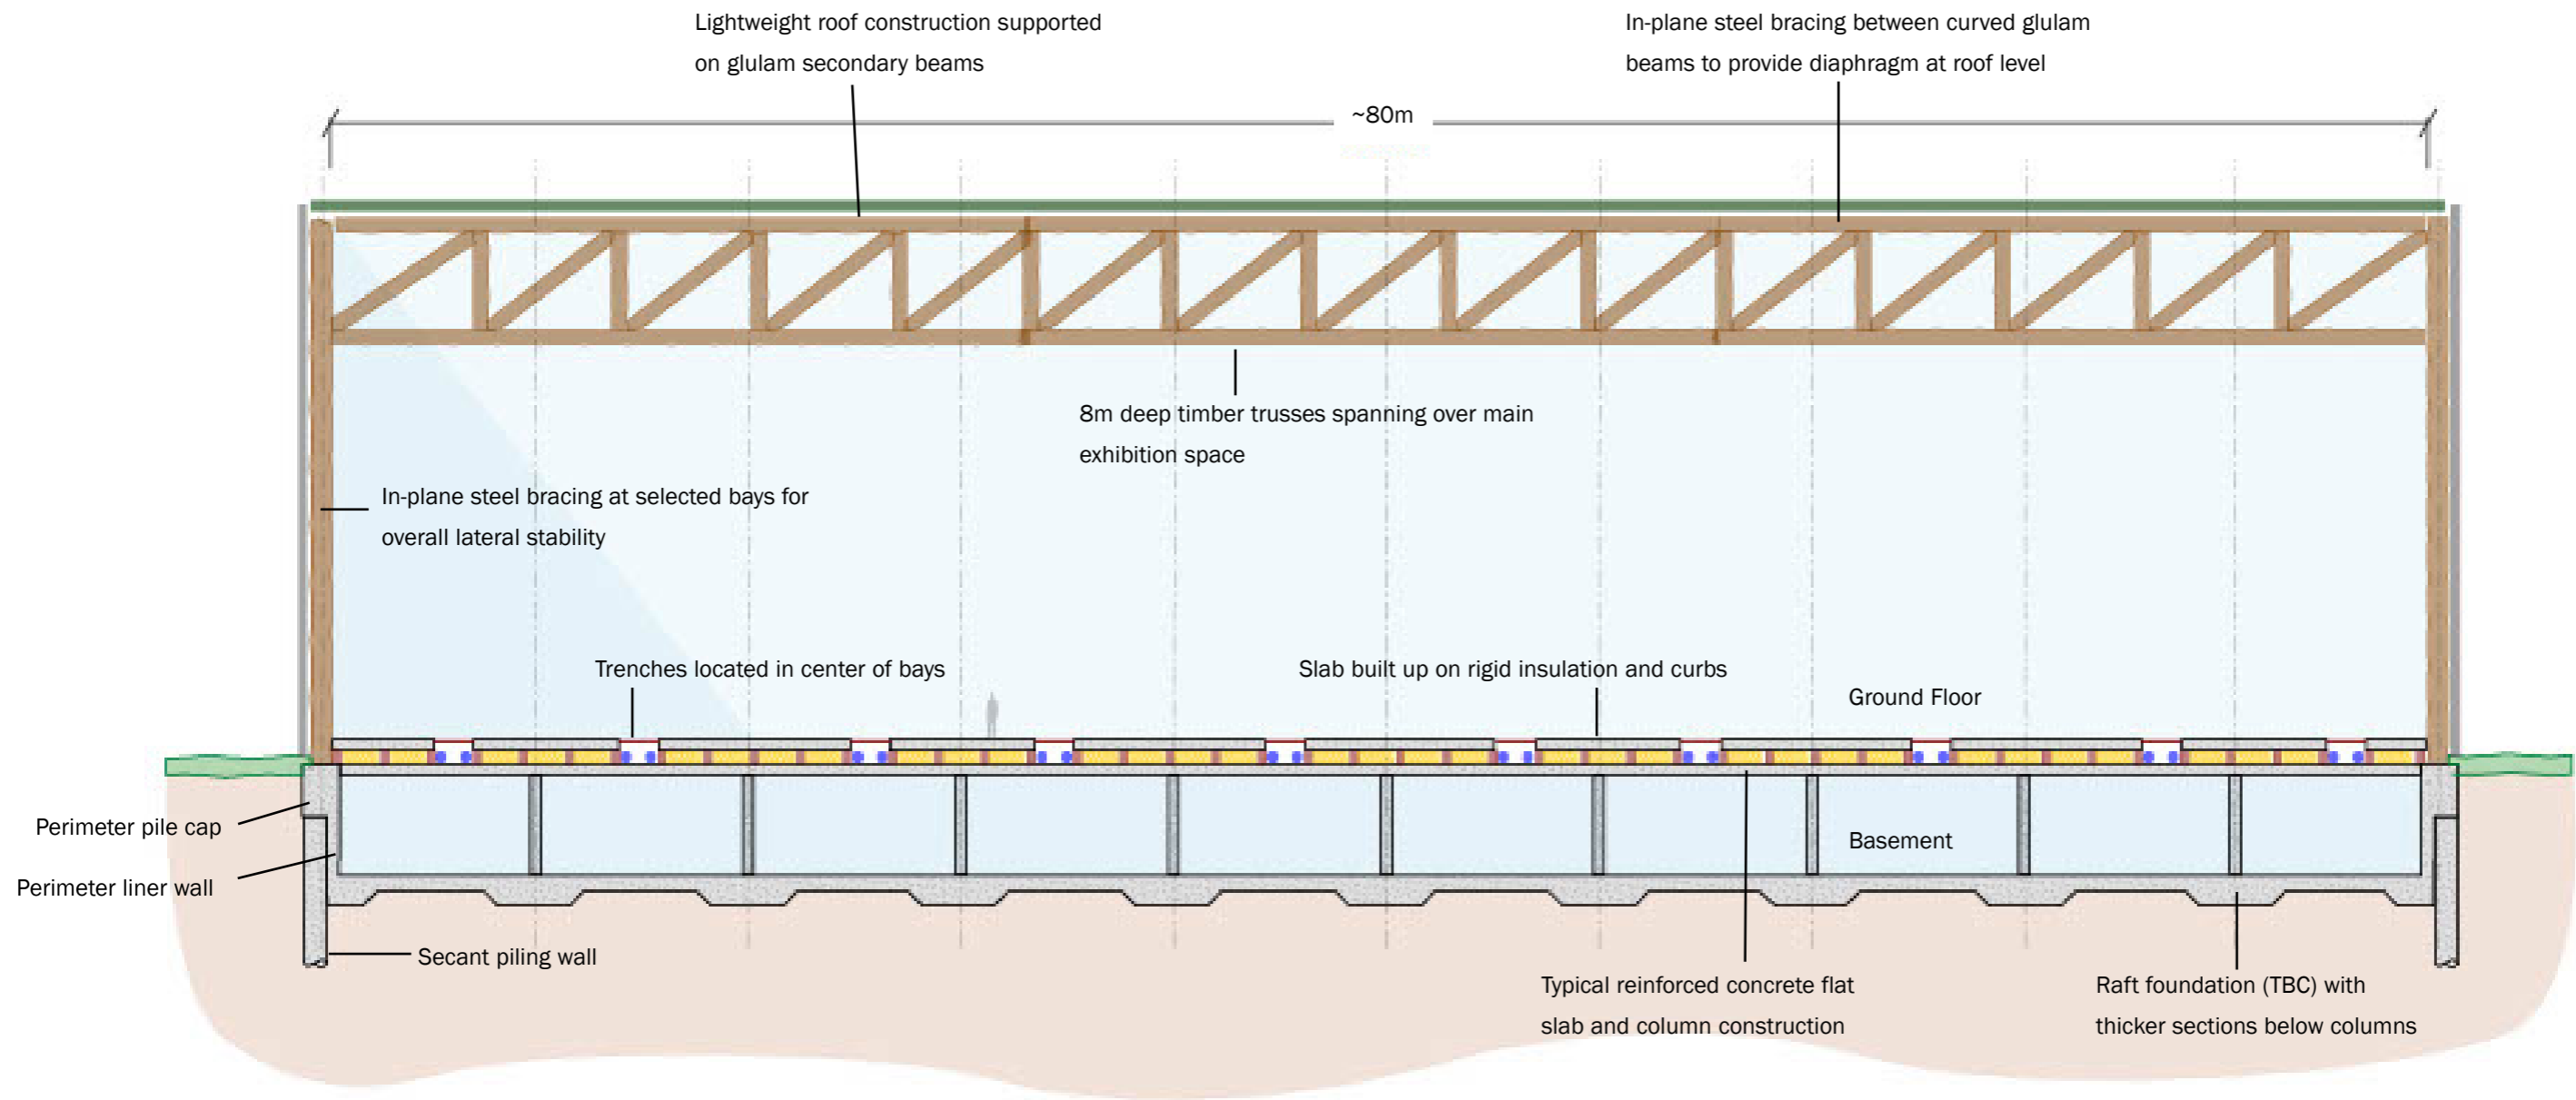 Lightweight roof construction supported
on glulam secondary beams
In-plane steel bracing between curved glulam
beams to provide diaphragm at roof level
~80m
8m deep timber trusses spanning over main
exhibition space
In-plane steel bracing at selected bays for
overall lateral stability
Trenches located in center of bays
Slab built up on rigid insulation and curbs
Ground Floor
Perimeter pile cap
Basement
Perimeter liner wall
Secant piling wall
Typical reinforced concrete flat
slab and column construction
Raft foundation (TBC) with
thicker sections below columns